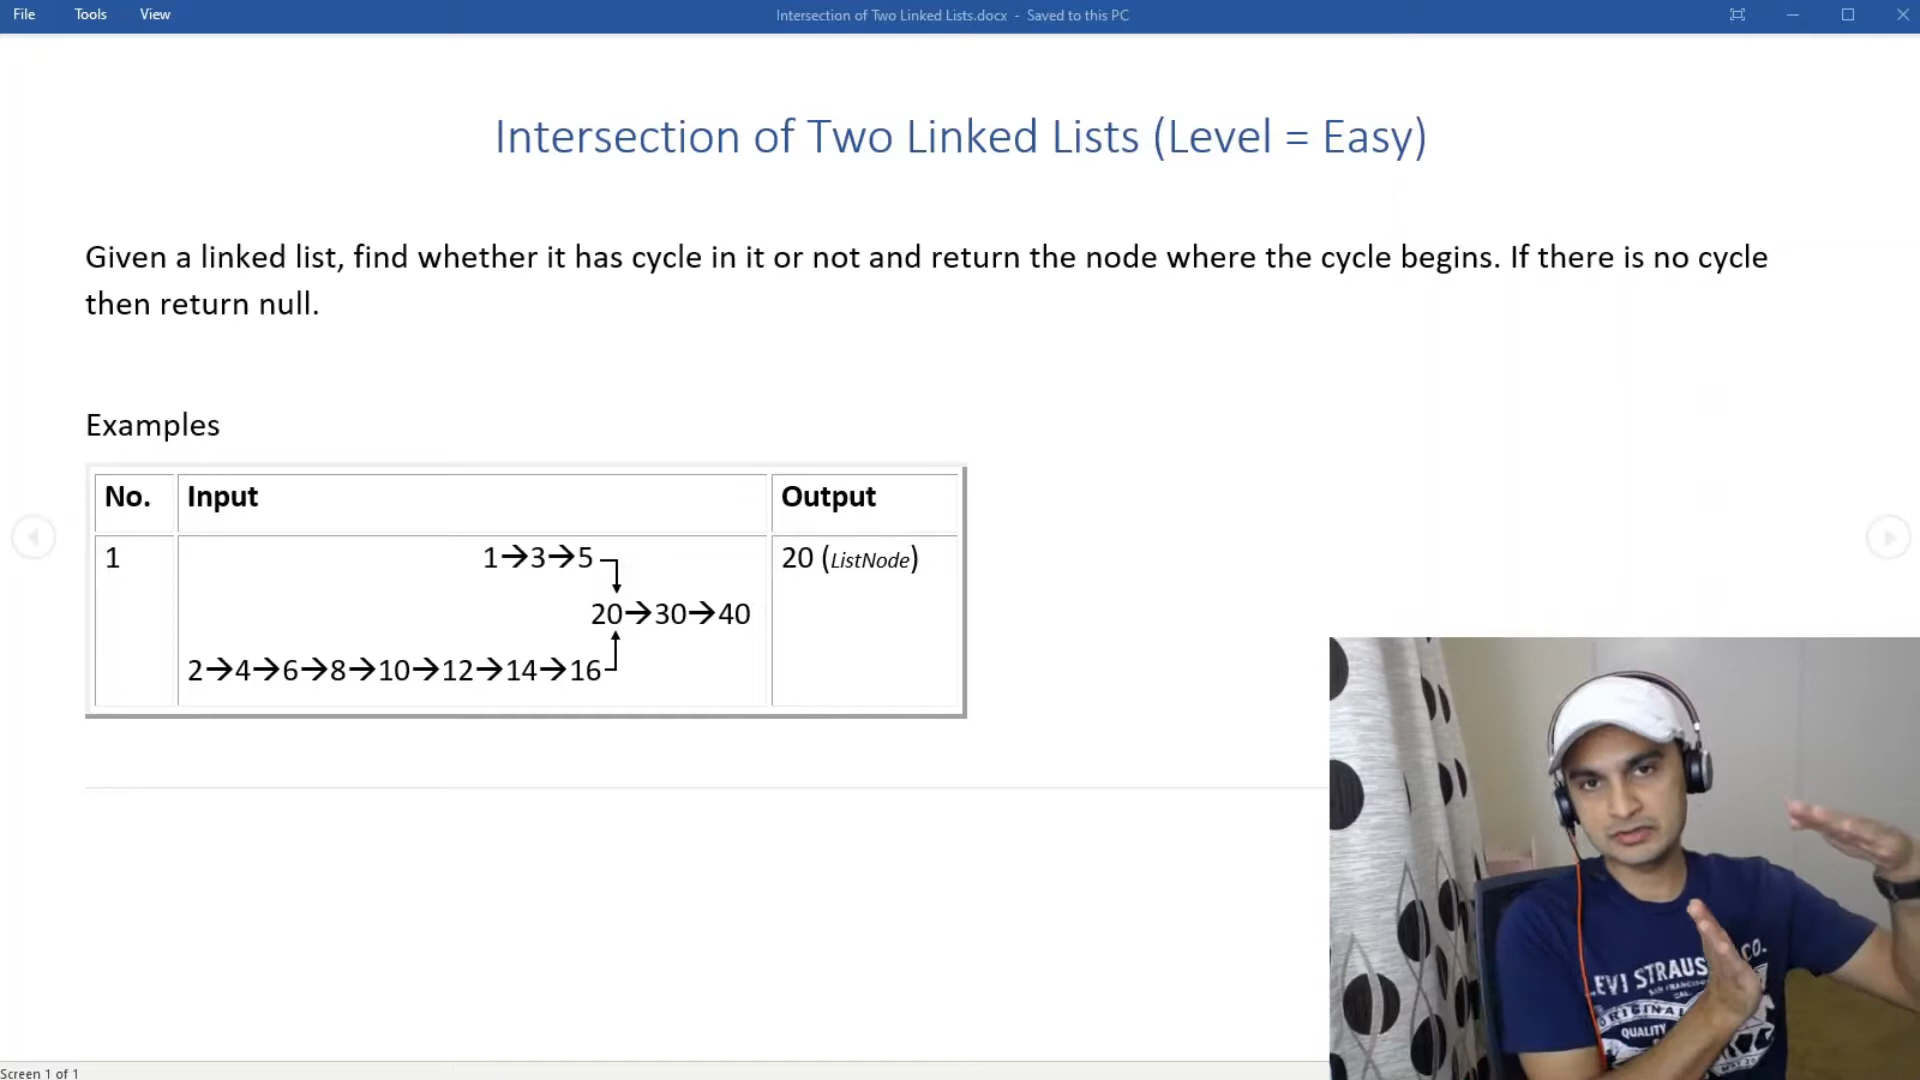 File Tools View Intersection of Two Linked Lists.docx - Saved to this PC
Intersection of Two Linked Lists (Level = Easy)
Given a linked list, find whether it has cycle in it or not and return the node where the cycle begins. If there is no cycle
then return null.
Examples
No. Input Output
1 1→3→5 20 (ListNode)
20→30→40
2→4→6→8→10→12→14→16
LEVI STRAUSS CO.
ORIGINAL
QUALITY
Screen 1 of 1